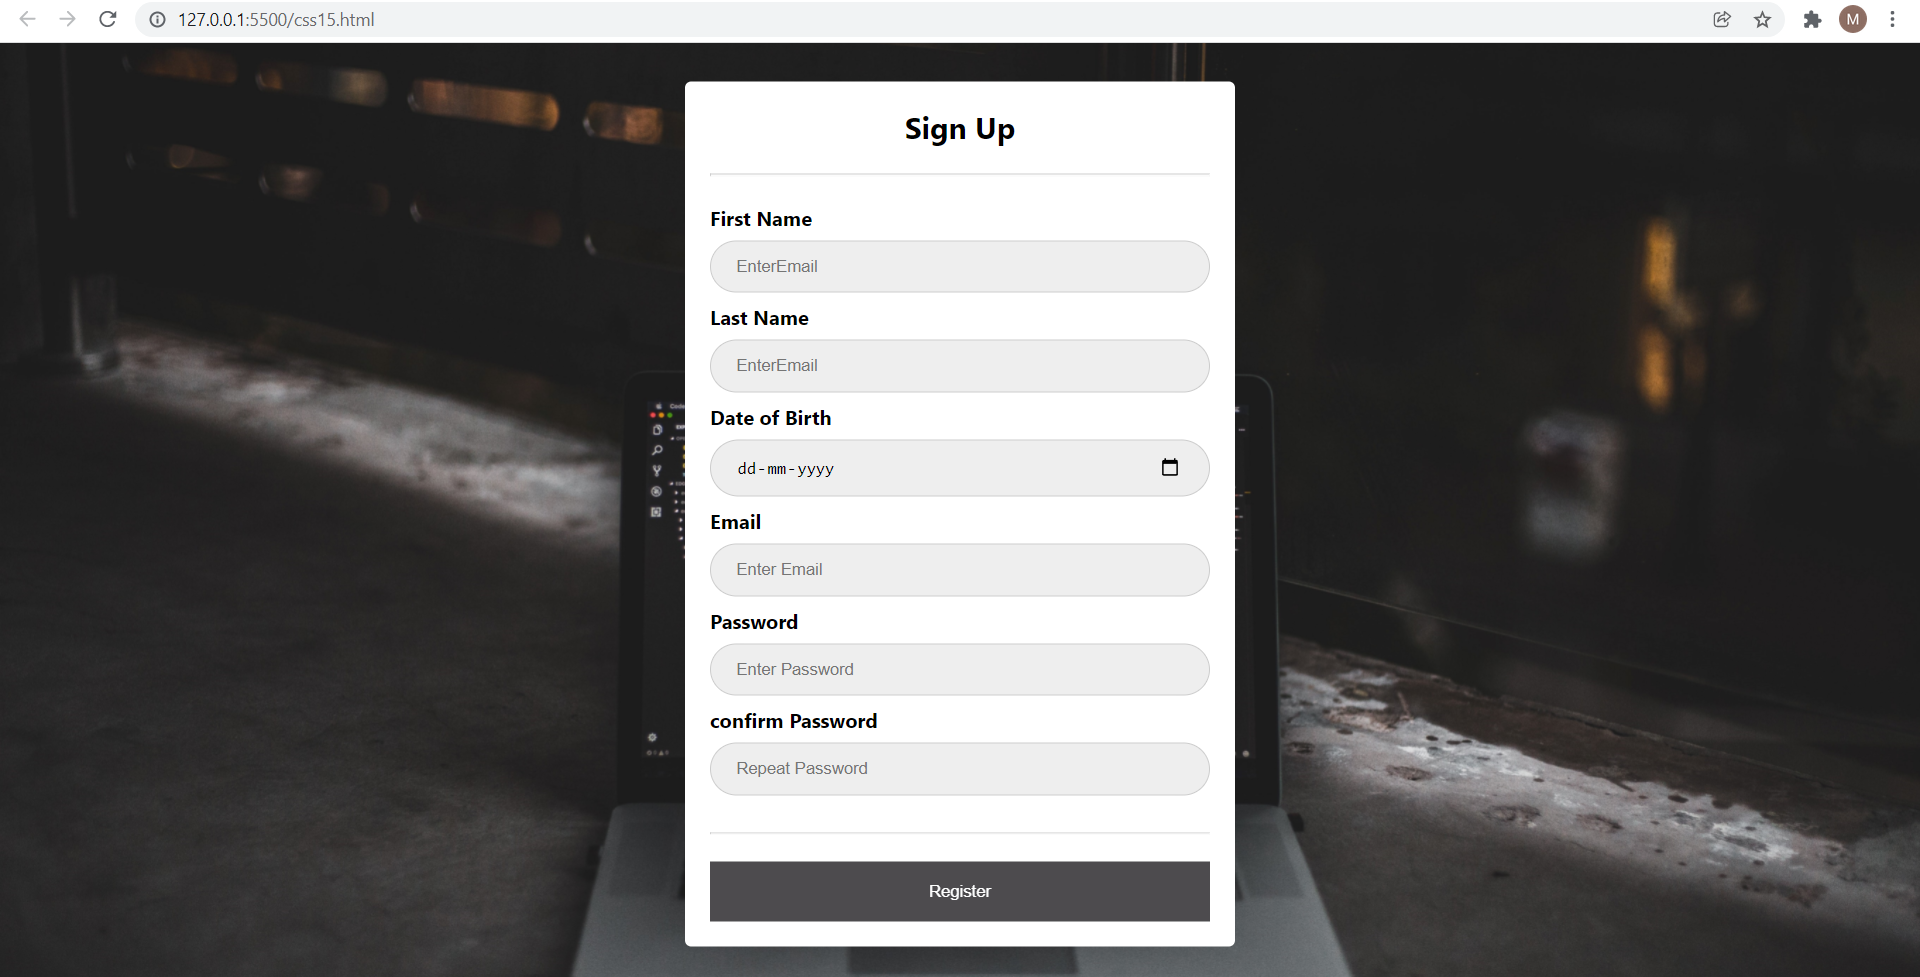 127.0.0.1:5500/css15.html
M
Sign Up
First Name
EnterEmail
Last Name
EnterEmail
Date of Birth
dd-mm-yyyy
Email
Enter Email
Password
Enter Password
confirm Password
Repeat Password
Register